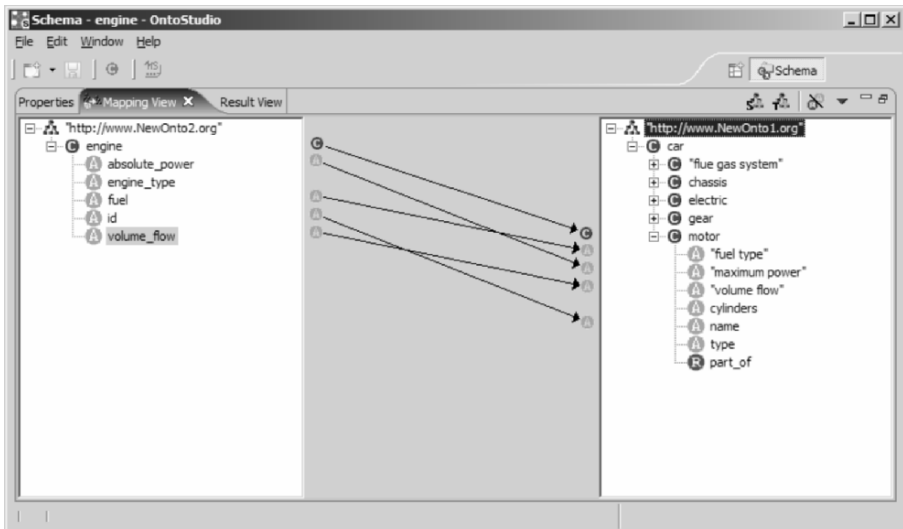 Schema - engine - OntoStudio
File Edit Window Help
Schema
Properties Mapping View Result View
"http://www.NewOnto2.org"
C engine
A absolute_power
A engine_type
A fuel
A id
A volume_flow
C
A
A
A
A
C
A
A
A
A
"http://www.NewOnto1.org"
C car
C "flue gas system"
C chassis
C electric
C gear
C motor
A "fuel type"
A "maximum power"
A "volume flow"
A cylinders
A name
A type
R part_of